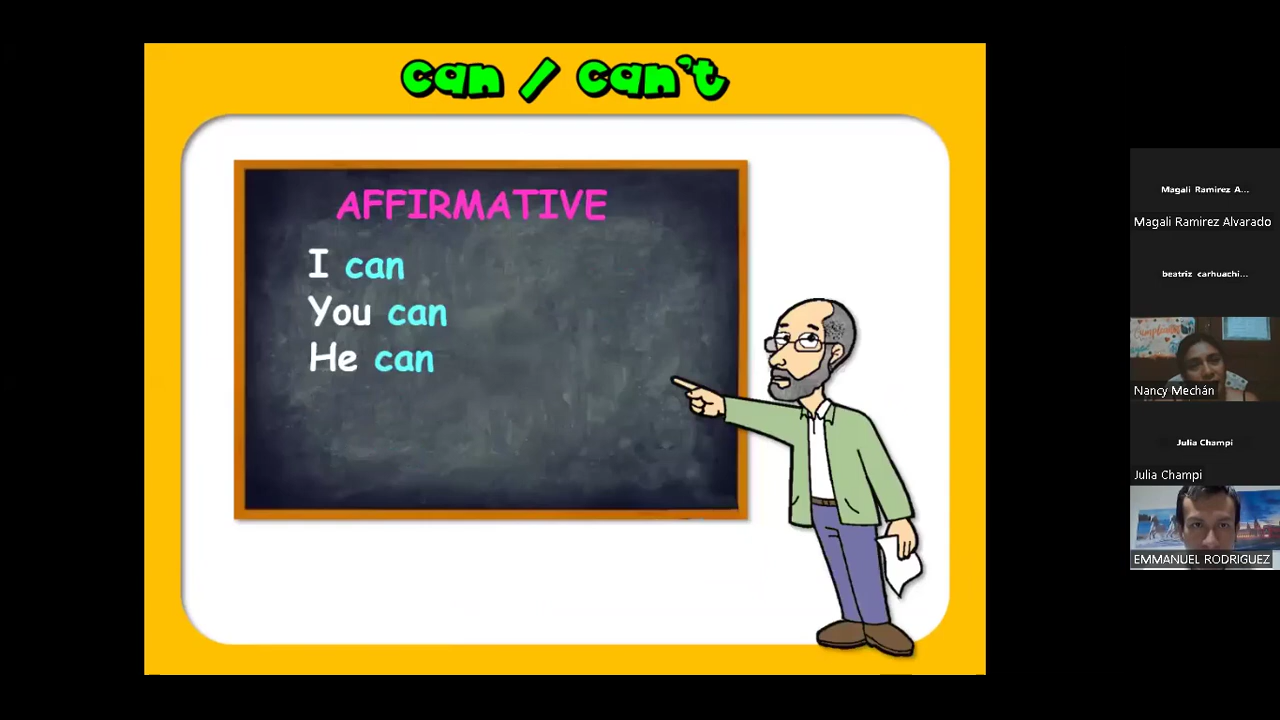 can / can't
AFFIRMATIVE
I can
You can
He can
Magali Ramirez A...
Magali Ramirez Alvarado
beatriz carhuachi...
Nancy Mechán
Julia Champi
Julia Champi
EMMANUEL RODRIGUEZ